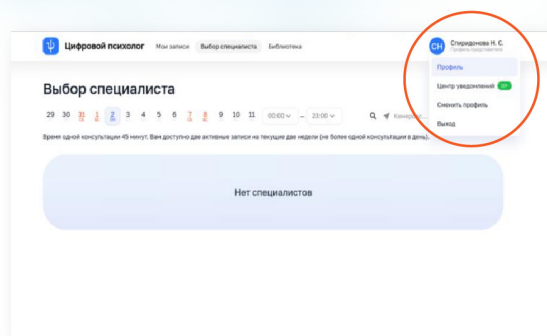 Цифровой психолог Мои записи Выбор специалиста Библиотека
СН Спиридонова Н. С.
Профиль представителя
Профиль
Центр уведомлений
Сменить профиль
Выход
Выбор специалиста
29 30 31 1 2 3 4 5 6 7 8 9 10 11 00:00 – 23:00
Время одной консультации 45 минут. Вам доступно две активные записи на текущие две недели (не более одной консультации в день).
Нет специалистов